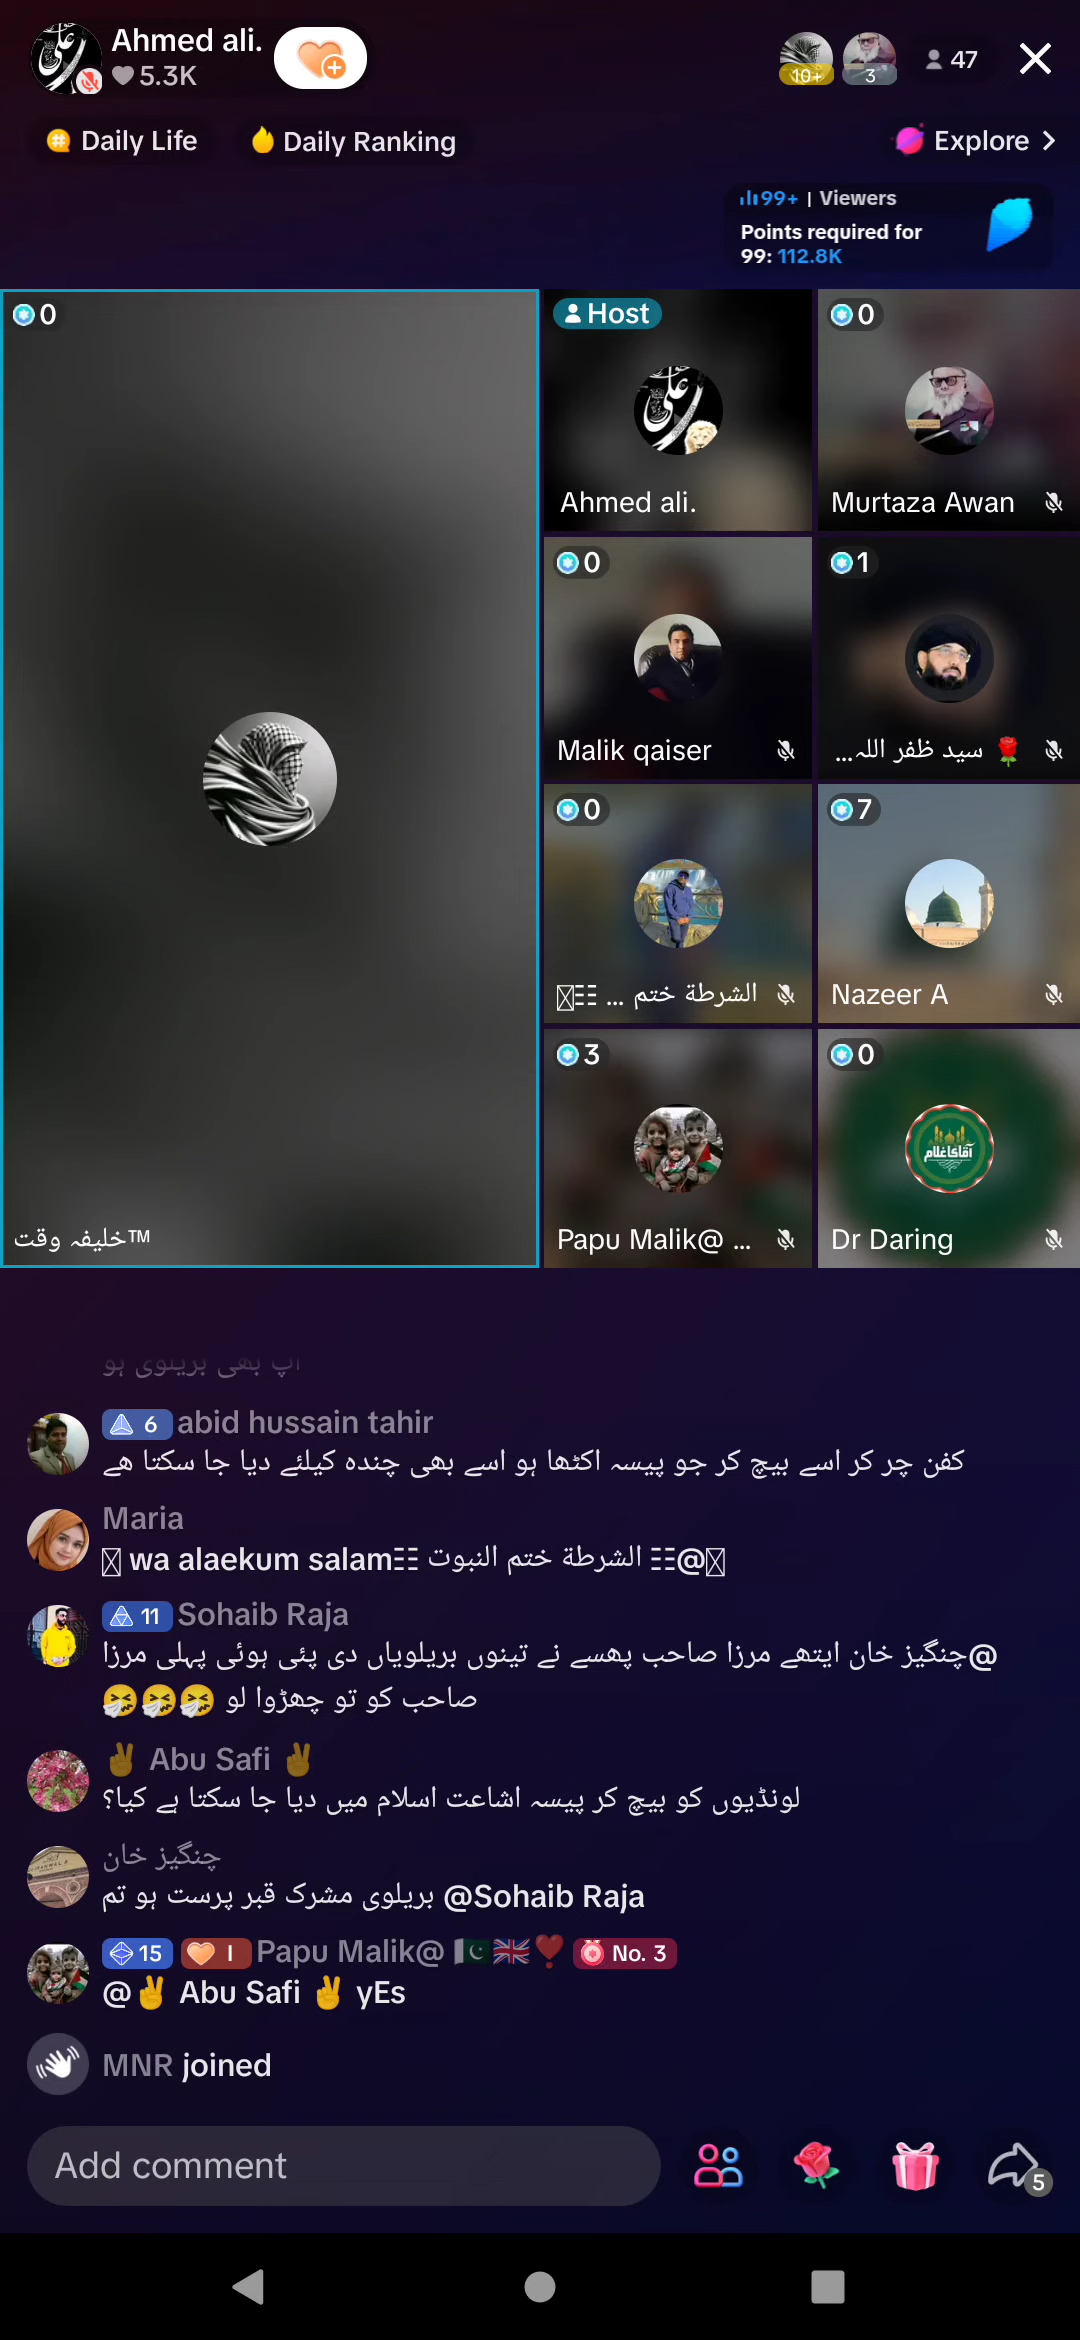 Ahmed ali.
5.3K
10+
3
47
Daily Life
Daily Ranking
Explore
99+ | Viewers
Points required for
99: 112.8K
0
Host
0
علی
Ahmed ali.
Murtaza Awan
0
1
Malik qaiser
سید ظفر اللہ...
0
7
الشرطة ختم ...
Nazeer A
3
0
آقا کا غلام
خلیفہ وقت™
Papu Malik@ ...
Dr Daring
آپ بھی بریلوی ہو
6 abid hussain tahir
کفن چر کر اسے بیچ کر جو پیسہ اکٹھا ہو اسے بھی چندہ کیلئے دیا جا سکتا ھے
Maria
wa alaekum salam☷ الشرطة ختم النبوت ☷@
11 Sohaib Raja
@چنگیز خان ایتھے مرزا صاحب پھسے نے تینوں بریلویاں دی پئی ہوئی پہلی مرزا
صاحب کو تو چھڑوا لو 🤧🤧🤧
✌️ Abu Safi ✌️
لونڈیوں کو بیچ کر پیسہ اشاعت اسلام میں دیا جا سکتا ہے کیا؟
چنگیز خان
@Sohaib Raja بریلوی مشرک قبر پرست ہو تم
15 I Papu Malik@ 🇵🇰🇬🇧❣️ No. 3
@✌️ Abu Safi ✌️ yEs
MNR joined
Add comment
5